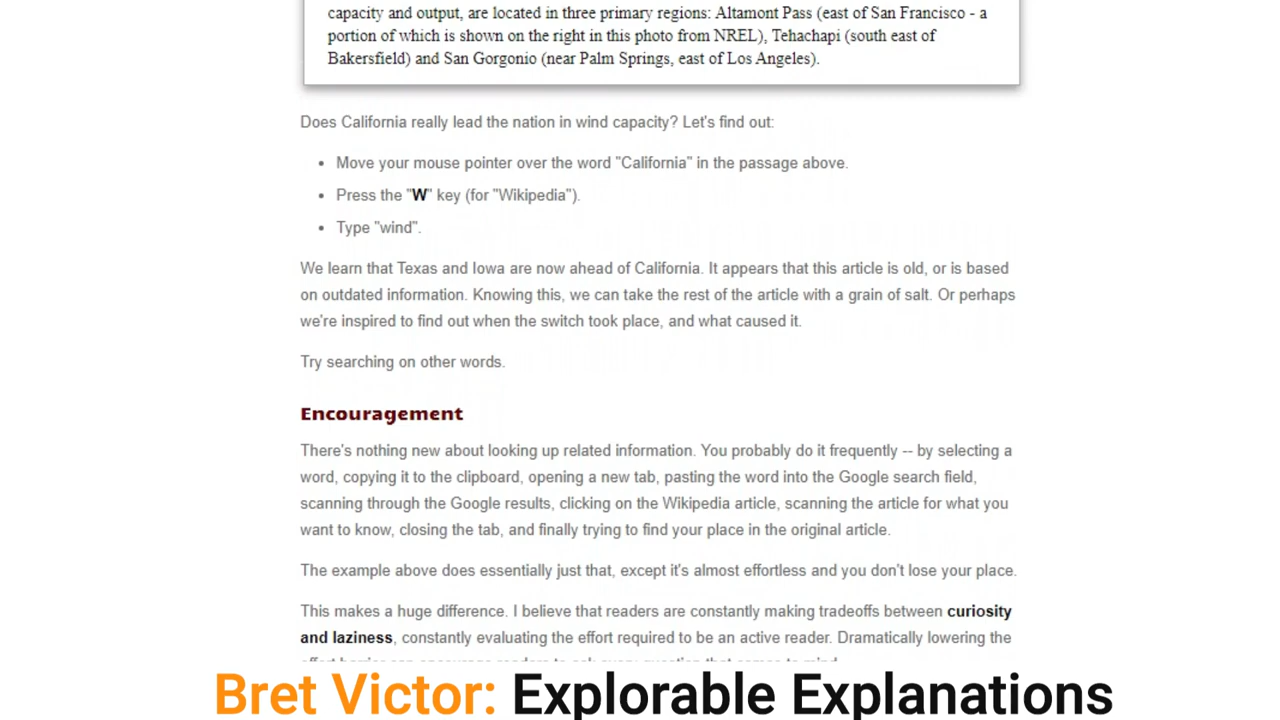 capacity and output, are located in three primary regions: Altamont Pass (east of San Francisco - a
portion of which is shown on the right in this photo from NREL), Tehachapi (south east of
Bakersfield) and San Gorgonio (near Palm Springs, east of Los Angeles).
Does California really lead the nation in wind capacity? Let's find out:
• Move your mouse pointer over the word "California" in the passage above.
• Press the "W" key (for "Wikipedia").
• Type "wind".
We learn that Texas and Iowa are now ahead of California. It appears that this article is old, or is based
on outdated information. Knowing this, we can take the rest of the article with a grain of salt. Or perhaps
we're inspired to find out when the switch took place, and what caused it.
Try searching on other words.
Encouragement
There's nothing new about looking up related information. You probably do it frequently -- by selecting a
word, copying it to the clipboard, opening a new tab, pasting the word into the Google search field,
scanning through the Google results, clicking on the Wikipedia article, scanning the article for what you
want to know, closing the tab, and finally trying to find your place in the original article.
The example above does essentially just that, except it's almost effortless and you don't lose your place.
This makes a huge difference. I believe that readers are constantly making tradeoffs between curiosity
and laziness, constantly evaluating the effort required to be an active reader. Dramatically lowering the
Bret Victor: Explorable Explanations